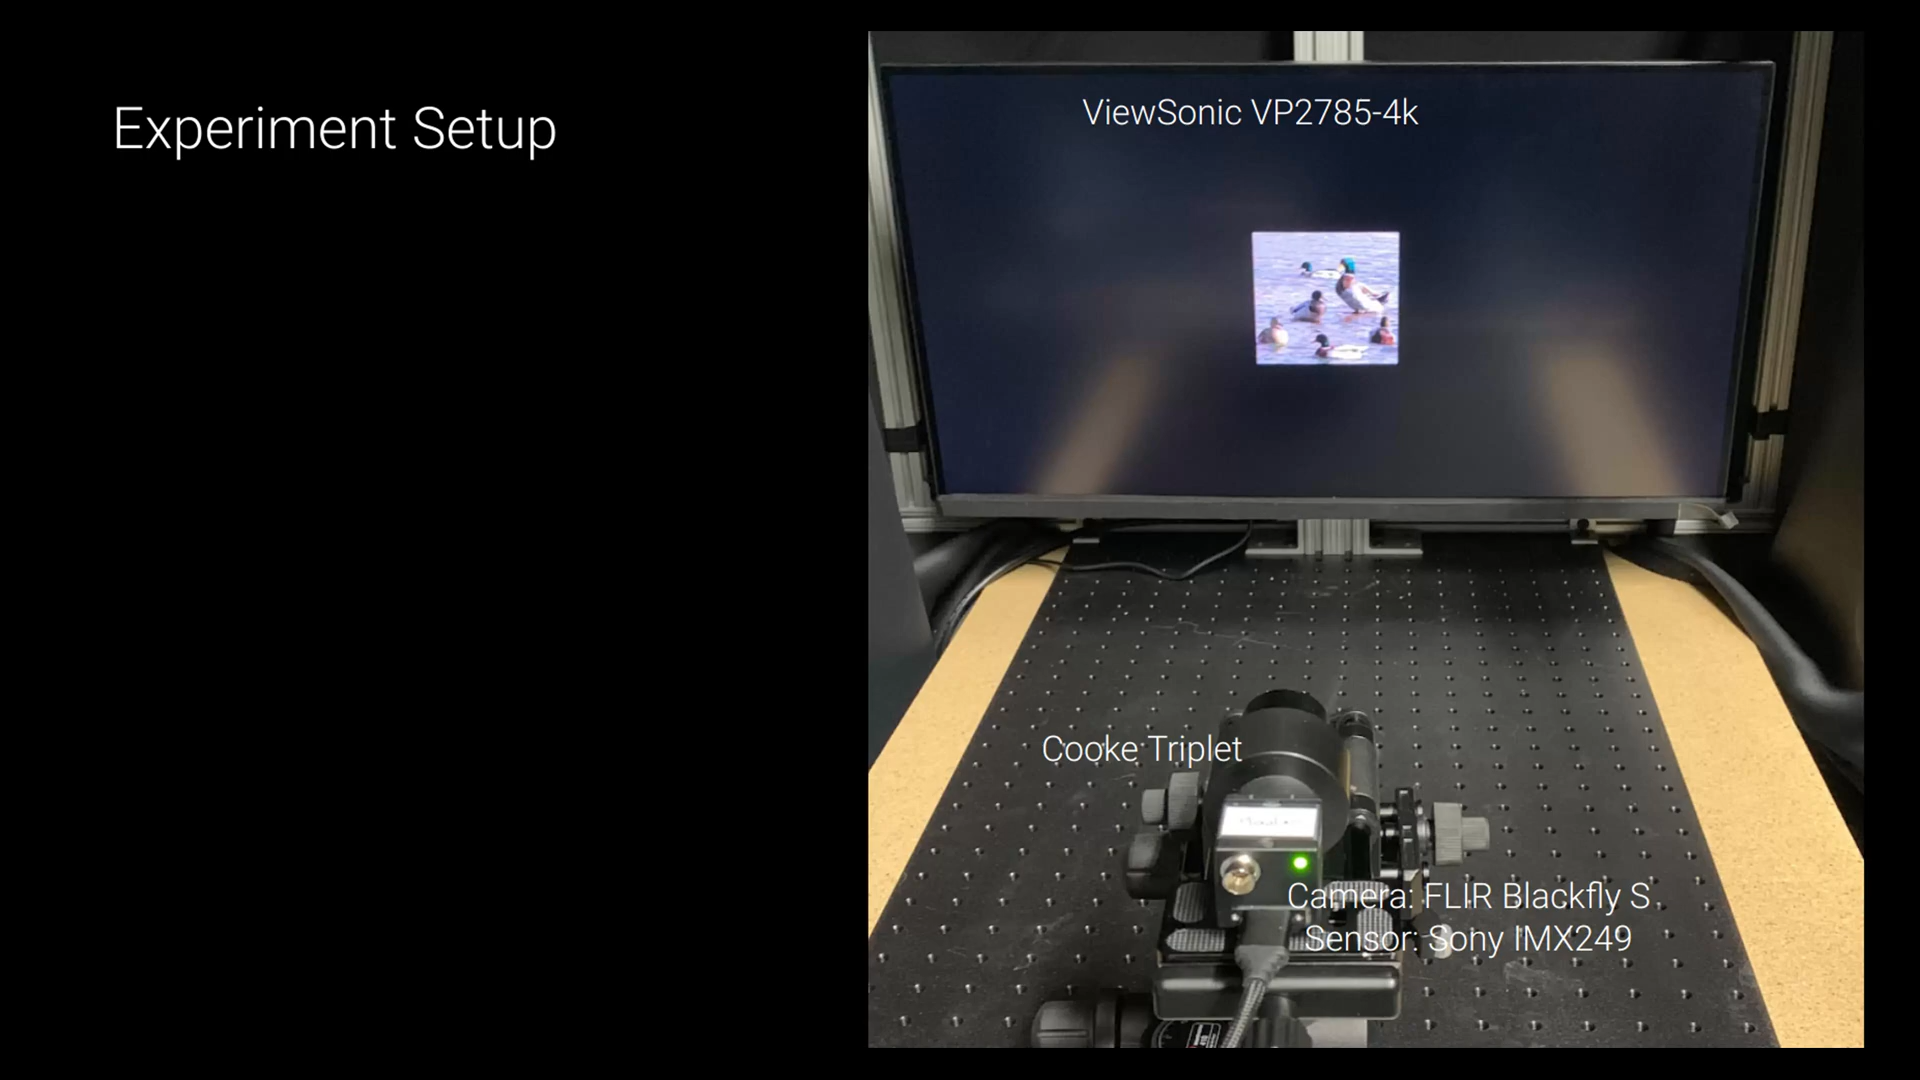 Experiment Setup
ViewSonic VP2785-4k
Cooke Triplet
Camera: FLIR Blackfly S
Sensor: Sony IMX249